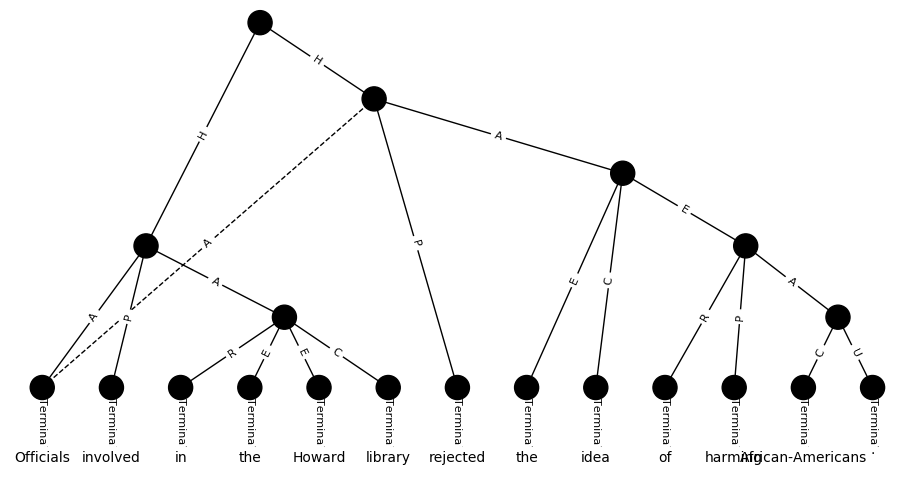 H
H
A
H
E
A
A
P
A
E
C
A
A
P
R
P
R
E
E
C
C
U
Termina Termina Termina Termina Termina Termina Termina Termina Termina Termina Termina Termina Termina
Officials involved in the Howard library rejected the idea of harming African-Americans .